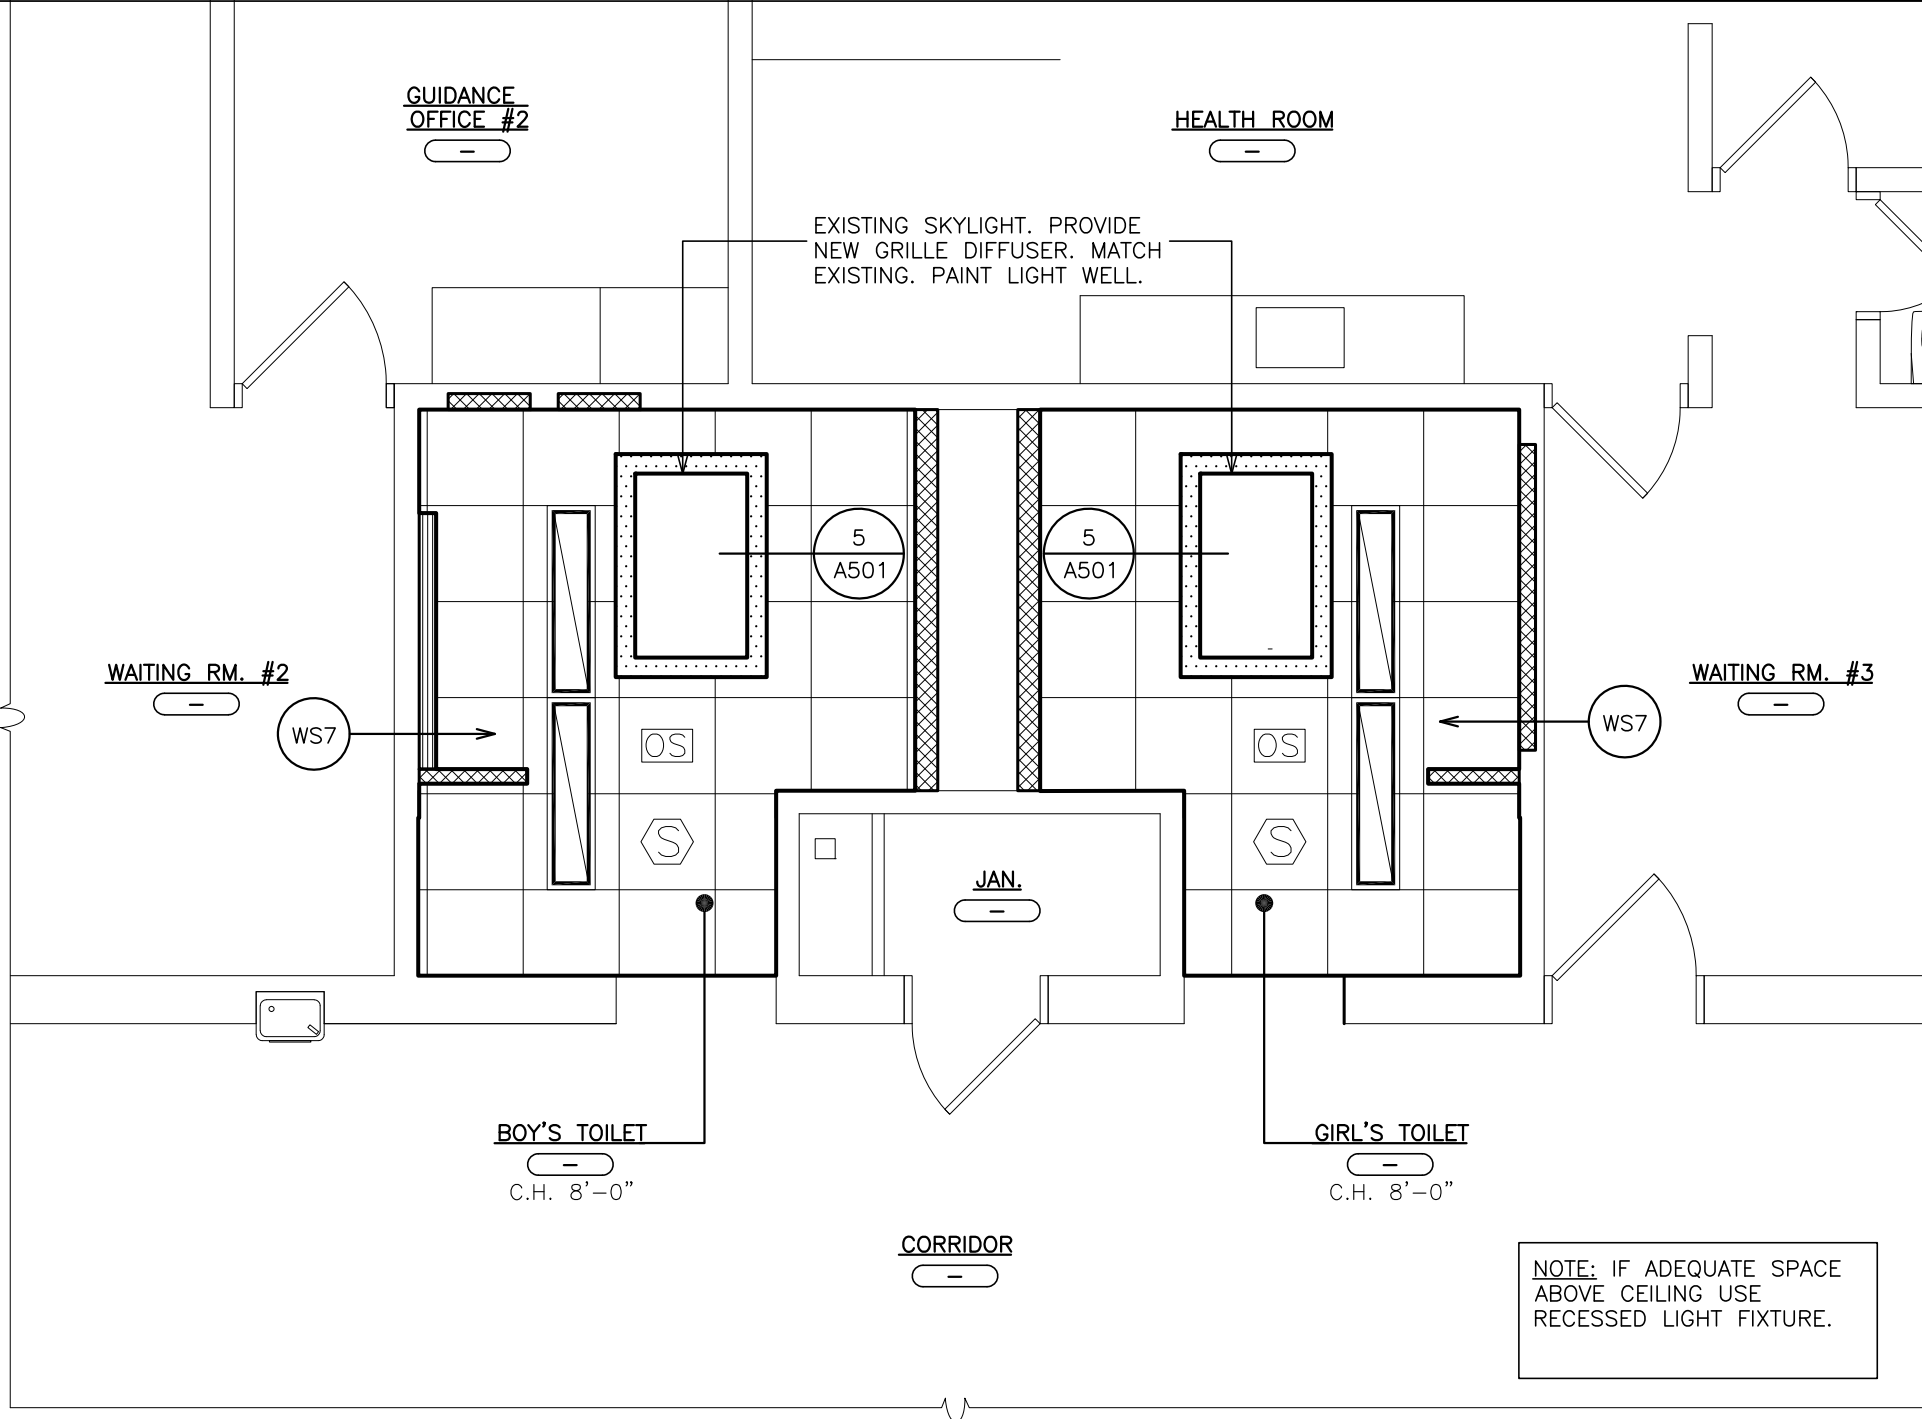 GUIDANCE
OFFICE #2
–
HEALTH ROOM
–
EXISTING SKYLIGHT. PROVIDE
NEW GRILLE DIFFUSER. MATCH
EXISTING. PAINT LIGHT WELL.
5
A501
5
A501
WAITING RM. #2
–
WS7
OS
S
OS
S
WS7
WAITING RM. #3
–
JAN.
–
BOY'S TOILET
–
C.H. 8'–0"
GIRL'S TOILET
–
C.H. 8'–0"
CORRIDOR
–
NOTE: IF ADEQUATE SPACE
ABOVE CEILING USE
RECESSED LIGHT FIXTURE.